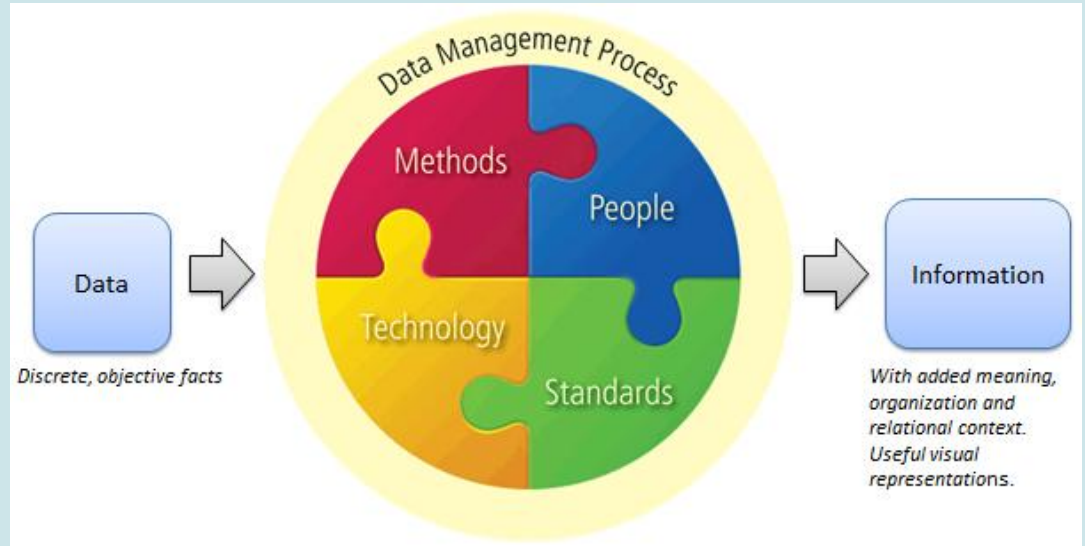 Data Management Process
Methods
People
Technology
Standards
Data
Discrete, objective facts
Information
With added meaning,
organization and
relational context.
Useful visual
representations.